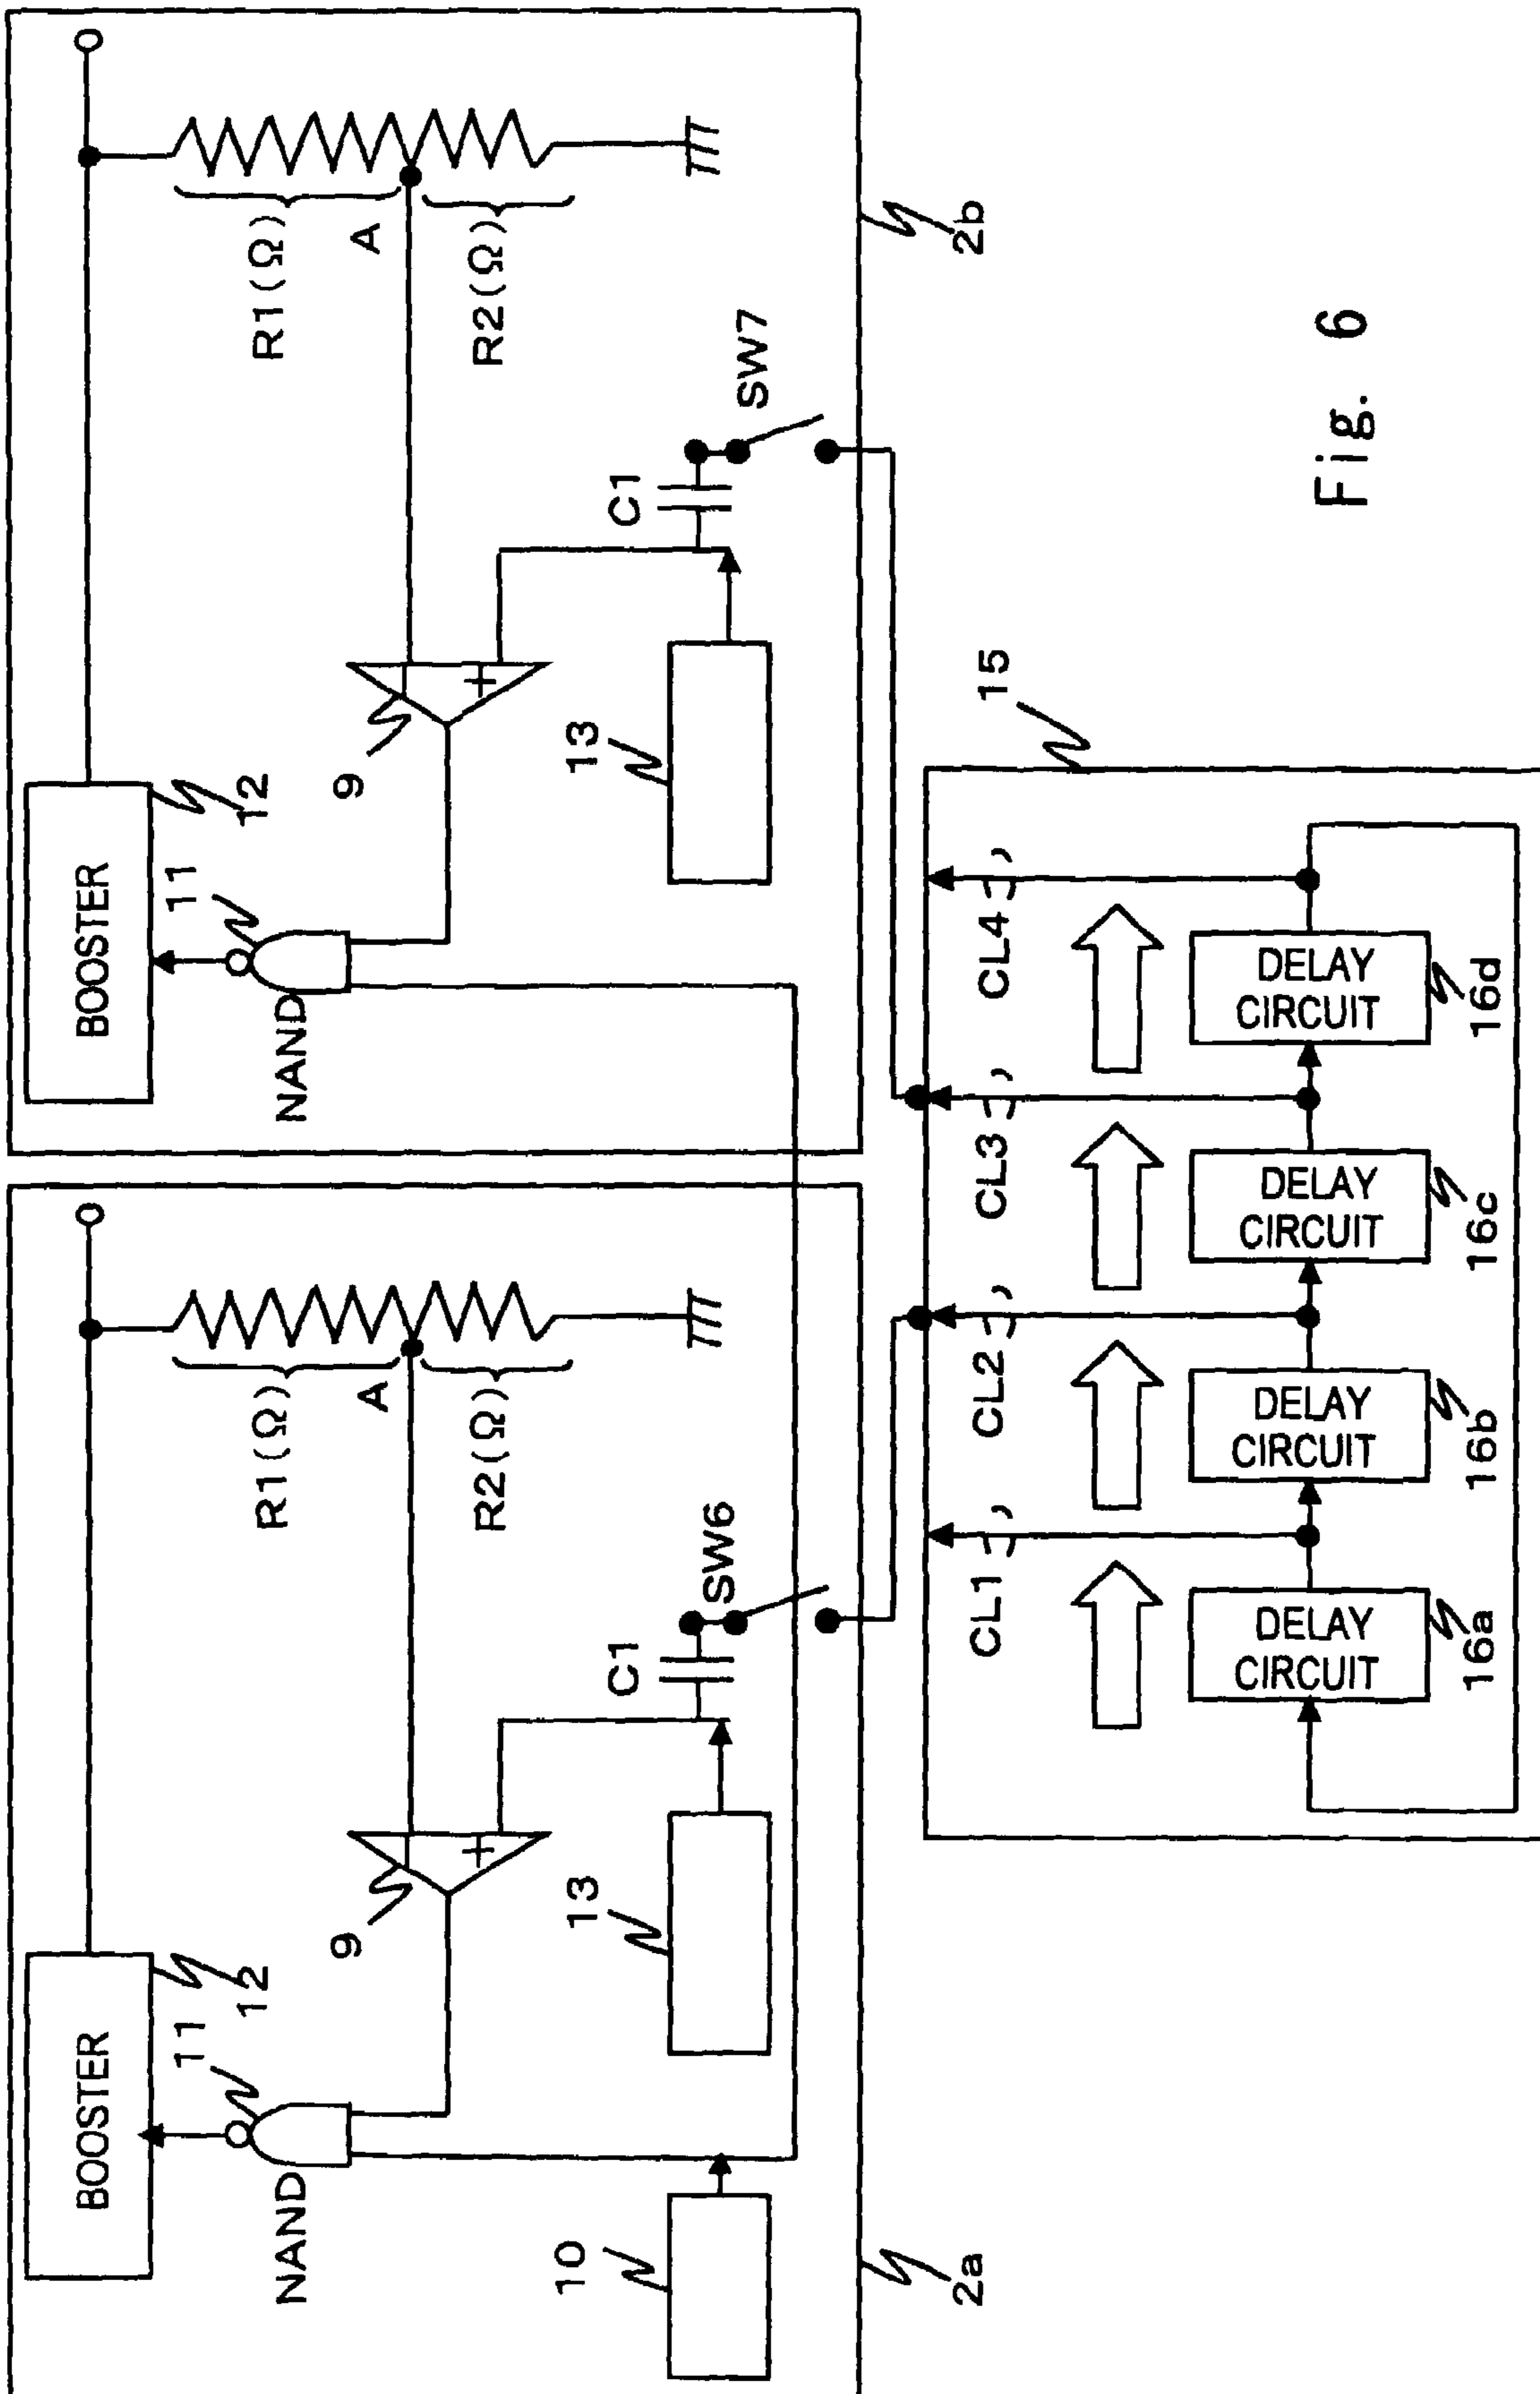 BOOSTER
12
11
NAND
9
R1(Ω)
A
R2(Ω)
C1
SW6
13
10
2a
BOOSTER
12
11
NAND
9
R1(Ω)
A
R2(Ω)
C1
SW7
13
2b
15
CL1
CL2
CL3
CL4
DELAY
CIRCUIT
16a
DELAY
CIRCUIT
16b
DELAY
CIRCUIT
16c
DELAY
CIRCUIT
16d
Fig. 6